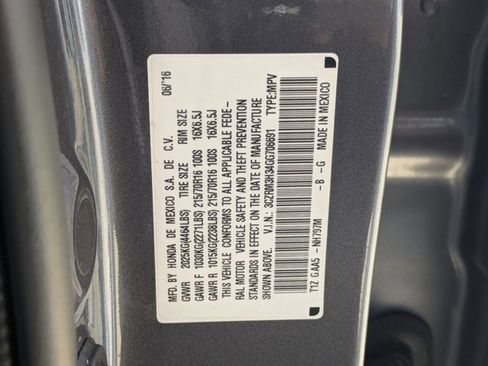 MFD. BY HONDA DE MEXICO S.A. DE C.V. 06/16
GVWR 2025KG(4464LBS) TIRE SIZE RIM SIZE
GAWR F 1030KG(2271LBS) 215/70R16 100S 16X6.5J
GAWR R 1015KG(2238LBS) 215/70R16 100S 16X6.5J
THIS VEHICLE CONFORMS TO ALL APPLICABLE FEDE-
RAL MOTOR VEHICLE SAFETY AND THEFT PREVENTION
STANDARDS IN EFFECT ON THE DATE OF MANUFACTURE
SHOWN ABOVE. V.I.N.: 3CZRM3H34GG706691 TYPE:MPV
T1Z GAA5 -NH797M -B -G MADE IN MEXICO